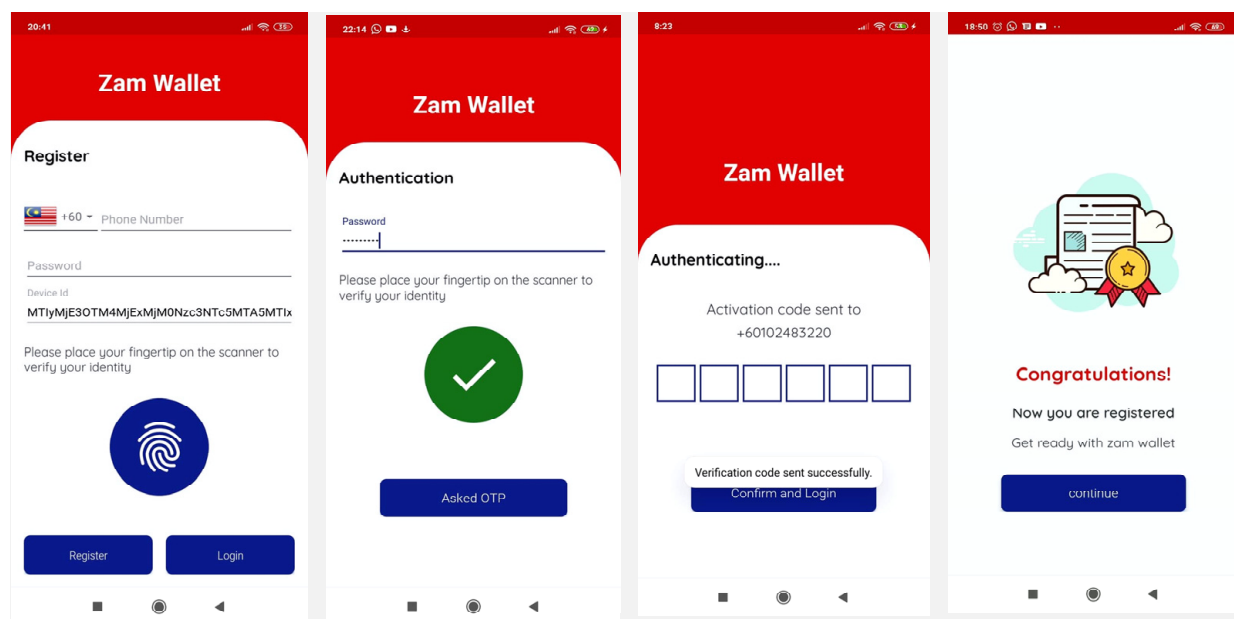 20:41
35
Zam Wallet
Register
+60
Phone Number
Password
Device Id
MTIyMjE3OTM4MjExMjM0Nzc3NTc5MTA5MTIx
Please place your fingertip on the scanner to
verify your identity
Register
Login
22:14
Zam Wallet
Authentication
Password
Please place your fingertip on the scanner to
verify your identity
Asked OTP
8:23
Zam Wallet
Authenticating....
Activation code sent to
+60102483220
Verification code sent successfully.
Confirm and Login
18:50
Congratulations!
Now you are registered
Get ready with zam wallet
continue